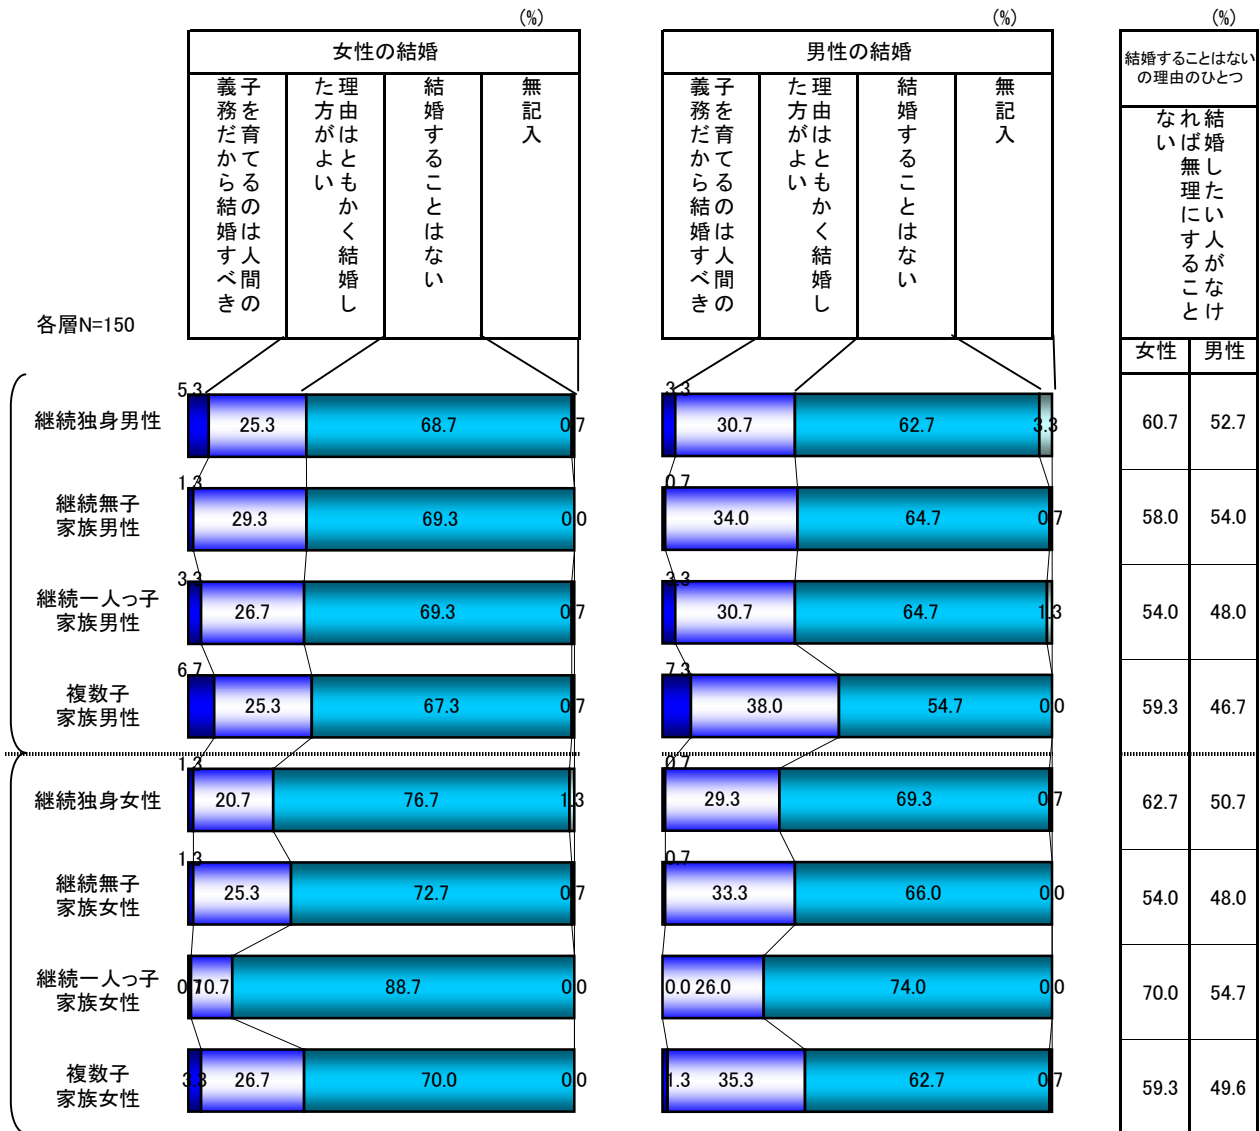 (%)
(%)
(%)
女性の結婚
男性の結婚
結婚することはない
の理由のひとつ
子を育てるのは人間の
義務だから結婚すべき
理由はともかく結婚し
た方がよい
結婚することはない
無記入
子を育てるのは人間の
義務だから結婚すべき
理由はともかく結婚し
た方がよい
結婚することはない
無記入
結婚したい人がなけ
れば無理にすること
ない
各層N=150
女性 男性
継続独身男性
5.3 25.3 68.7 0.7
3.3 30.7 62.7 3.3
60.7 52.7
継続無子
家族男性
1.3 29.3 69.3 0.0
0.7 34.0 64.7 0.7
58.0 54.0
継続一人っ子
家族男性
3.3 26.7 69.3 0.7
3.3 30.7 64.7 1.3
54.0 48.0
複数子
家族男性
6.7 25.3 67.3 0.7
7.3 38.0 54.7 0.0
59.3 46.7
継続独身女性
1.3 20.7 76.7 1.3
0.7 29.3 69.3 0.7
62.7 50.7
継続無子
家族女性
1.3 25.3 72.7 0.7
0.7 33.3 66.0 0.0
54.0 48.0
継続一人っ子
家族女性
0.7 10.7 88.7 0.0
0.0 26.0 74.0 0.0
70.0 54.7
複数子
家族女性
3.3 26.7 70.0 0.0
1.3 35.3 62.7 0.7
59.3 49.6